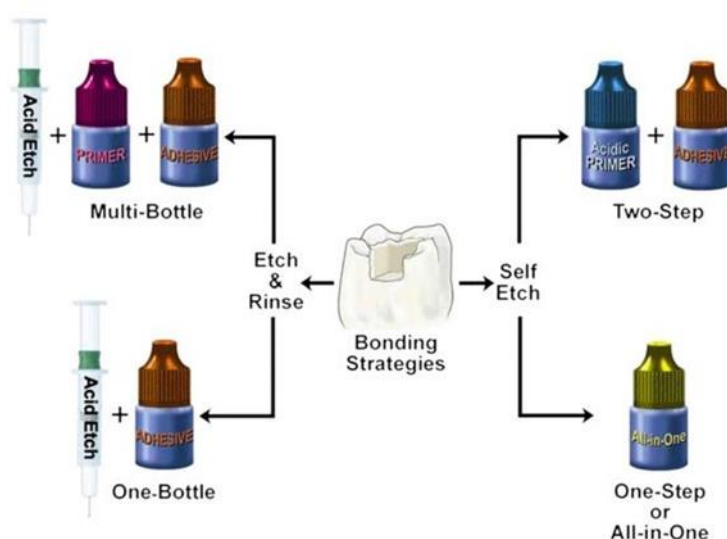 Acid Etch
+
PRIMER
+
ADHESIVE
Multi-Bottle
Acidic
PRIMER
+
ADHESIVE
Two-Step
Etch
&
Rinse
Self
Etch
Bonding
Strategies
Acid Etch
+
ADHESIVE
One-Bottle
All-in-One
One-Step
or
All-in-One